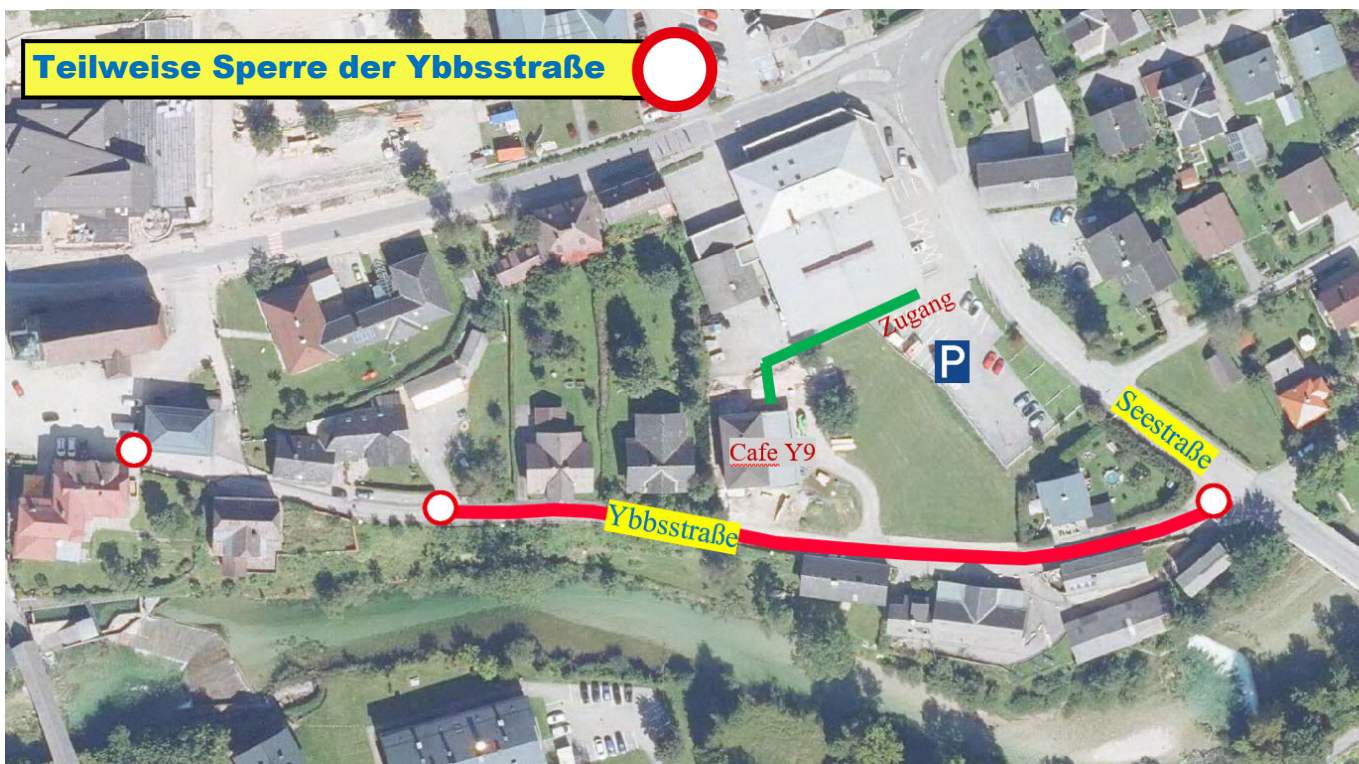 Teilweise Sperre der Ybbsstraße
Zugang
P
Seestraße
Cafe Y9
Ybbsstraße